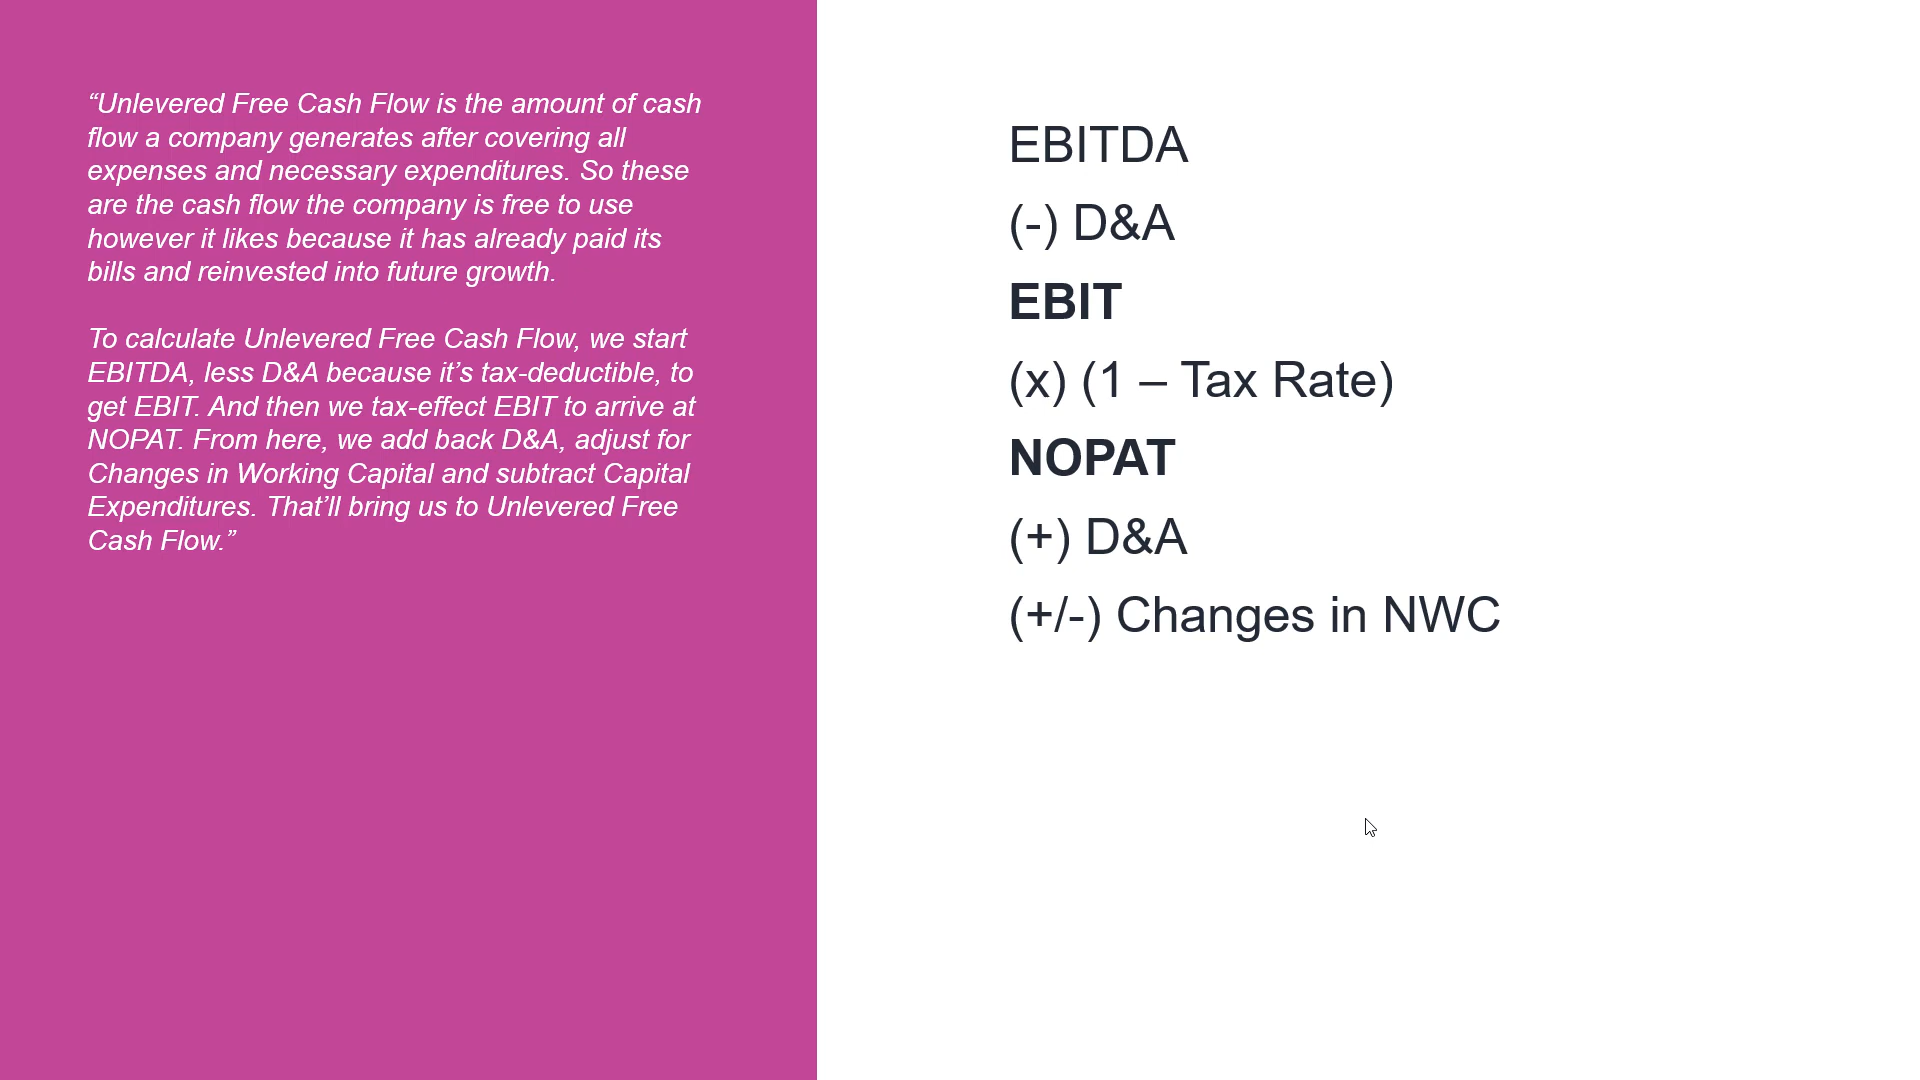 “Unlevered Free Cash Flow is the amount of cash
flow a company generates after covering all
expenses and necessary expenditures. So these
are the cash flow the company is free to use
however it likes because it has already paid its
bills and reinvested into future growth.
To calculate Unlevered Free Cash Flow, we start
EBITDA, less D&A because it’s tax-deductible, to
get EBIT. And then we tax-effect EBIT to arrive at
NOPAT. From here, we add back D&A, adjust for
Changes in Working Capital and subtract Capital
Expenditures. That’ll bring us to Unlevered Free
Cash Flow.”
EBITDA
(-) D&A
EBIT
(x) (1 – Tax Rate)
NOPAT
(+) D&A
(+/-) Changes in NWC